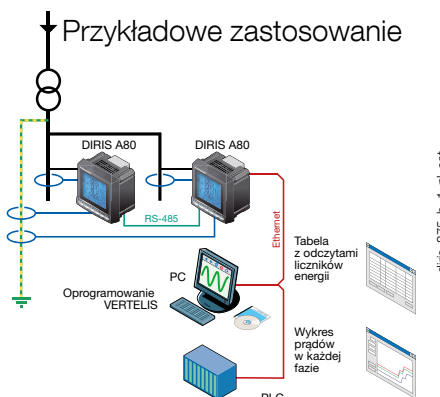 Przykładowe zastosowanie
DIRIS A80
DIRIS A80
RS-485
Ethernet
PC
Oprogramowanie
VERTELIS
Tabela
z odczytami
liczników
energii
Wykres
prądów
w każdej
fazie
PLC